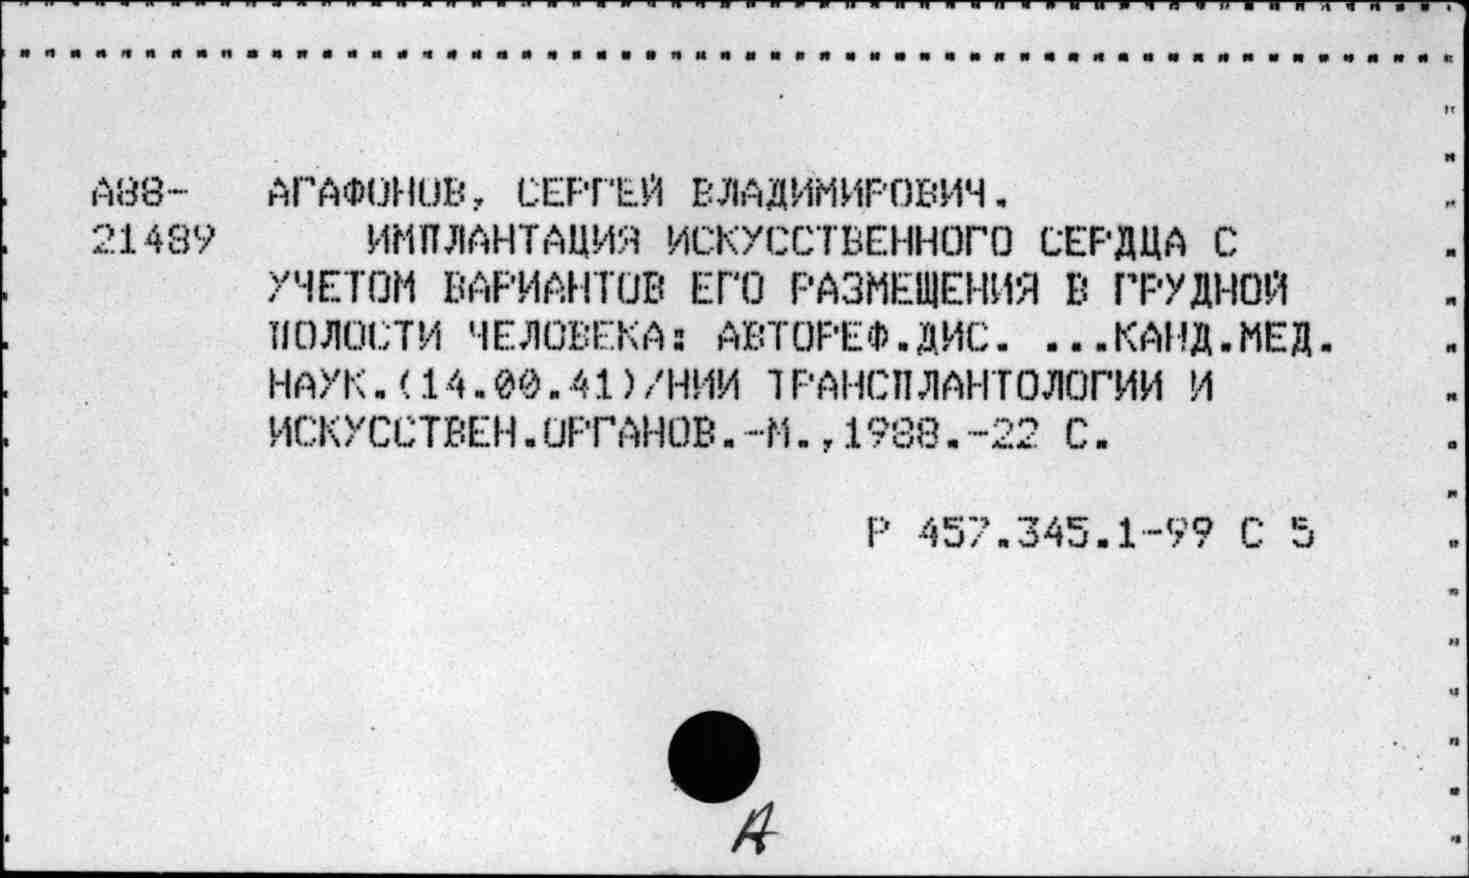 А88- АГАФОНОВ, СЕРГЕЙ ВЛАДИМИРОВИЧ.
21489 ИМПЛАНТАЦИЯ ИСКУССТВЕННОГО СЕРДЦА С
УЧЕТОМ ВАРИАНТОВ ЕГО РАЗМЕЩЕНИЯ В ГРУДНОЙ
ПОЛОСТИ ЧЕЛОВЕКА: АВТОРЕФ.ДИС. ...КАНД.МЕД.
НАУК.(14.00.41)/НИИ ТРАНСПЛАНТОЛОГИИ И
ИСКУССТВЕН.ОРГАНОВ.-М.,1988.-22 С.
Р 457.345.1-99 С 5
А